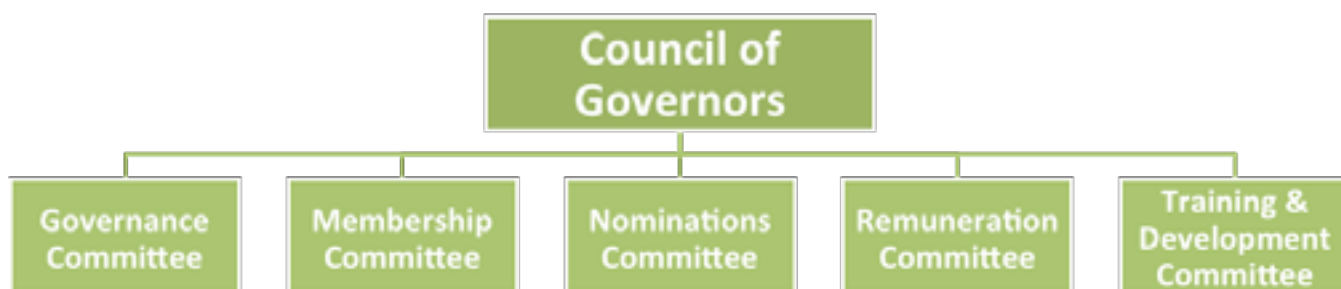 Council of
Governors
Governance
Committee
Membership
Committee
Nominations
Committee
Remuneration
Committee
Training &
Development
Committee